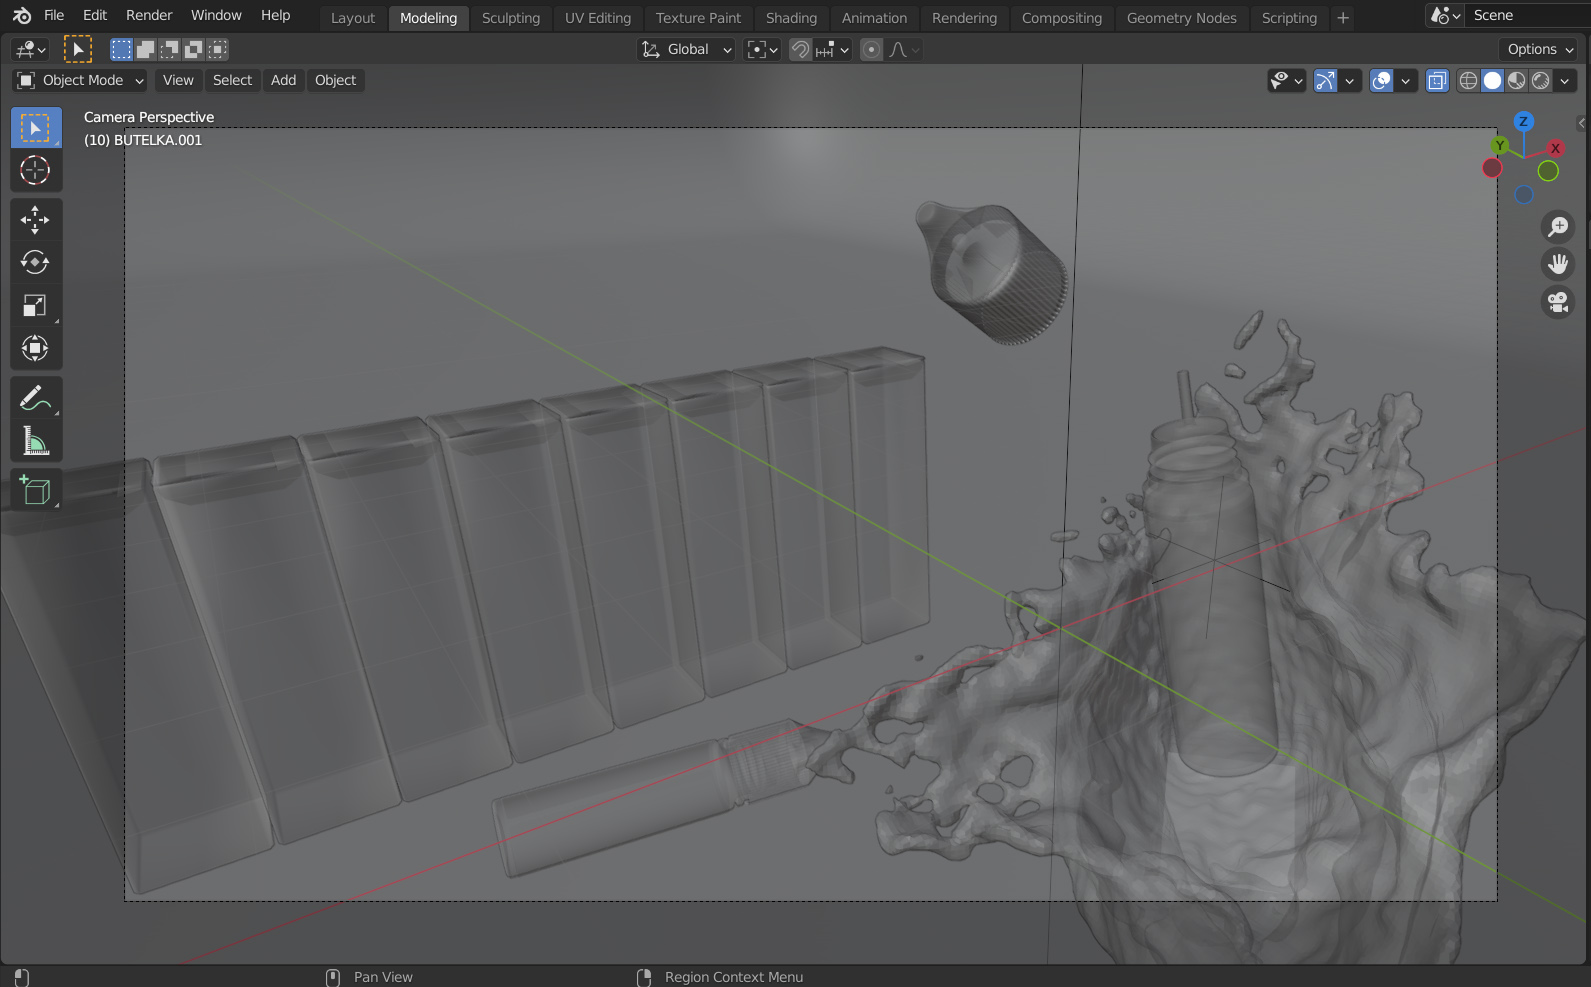 File Edit Render Window Help Layout Modeling Sculpting UV Editing Texture Paint Shading Animation Rendering Compositing Geometry Nodes Scripting + Scene
Global Options
Object Mode View Select Add Object
Camera Perspective
(10) BUTELKA.001
Z
Y X
Pan View Region Context Menu